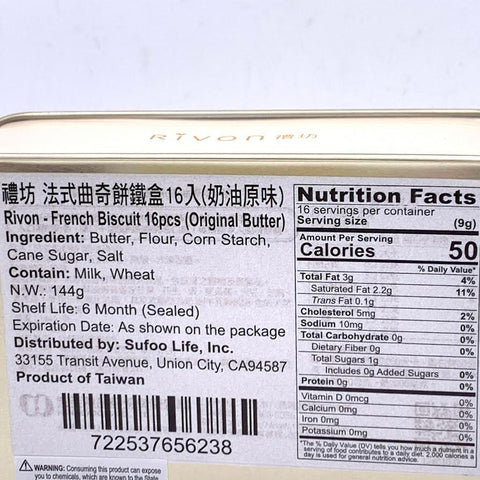 Rivon 禮坊
禮坊 法式曲奇餅鐵盒16入(奶油原味)
Rivon - French Biscuit 16pcs (Original Butter)
Ingredient: Butter, Flour, Corn Starch,
Cane Sugar, Salt
Contain: Milk, Wheat
N.W.: 144g
Shelf Life: 6 Month (Sealed)
Expiration Date: As shown on the package
Distributed by: Sufoo Life, Inc.
33155 Transit Avenue, Union City, CA94587
Product of Taiwan
722537656238
WARNING: Consuming this product can expose
you to chemicals, which are known to the State
Nutrition Facts
16 servings per container
Serving size (9g)
Amount Per Serving
Calories 50
% Daily Value*
Total Fat 3g 4%
Saturated Fat 2.2g 11%
Trans Fat 0.1g
Cholesterol 5mg 2%
Sodium 10mg 0%
Total Carbohydrate 0g 0%
Dietary Fiber 0g 0%
Total Sugars 1g
Includes 0g Added Sugars 0%
Protein 0g 0%
Vitamin D 0mcg 0%
Calcium 0mg 0%
Iron 0mg 0%
Potassium 0mg 0%
*The % Daily Value (DV) tells you how much a nutrient in a
serving of food contributes to a daily diet. 2,000 calories a
day is used for general nutrition advice.